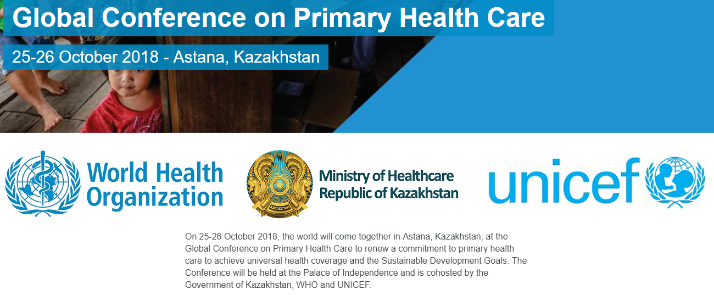 Global Conference on Primary Health Care
25-26 October 2018 - Astana, Kazakhstan
World Health
Organization
Ministry of Healthcare
Republic of Kazakhstan
unicef
On 25-26 October 2018, the world will come together in Astana, Kazakhstan, at the
Global Conference on Primary Health Care to renew a commitment to primary health
care to achieve universal health coverage and the Sustainable Development Goals. The
Conference will be held at the Palace of Independence and is cohosted by the
Government of Kazakhstan, WHO and UNICEF.